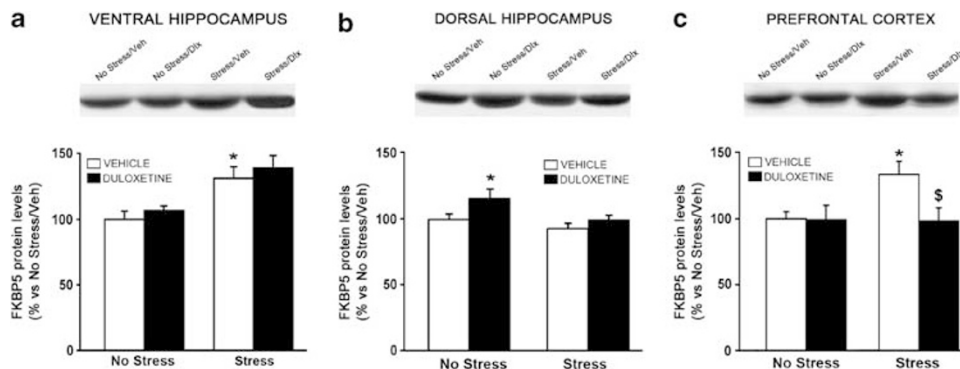 a
VENTRAL HIPPOCAMPUS
No Stress/Veh
No Stress/Dlx
Stress/Veh
Stress/Dlx
150
100
50
0
FKBP5 protein levels
(% vs No Stress/Veh)
VEHICLE
DULOXETINE
*
No Stress
Stress
b
DORSAL HIPPOCAMPUS
No Stress/Veh
No Stress/Dlx
Stress/Veh
Stress/Dlx
150
100
50
0
FKBP5 protein levels
(% vs No Stress/Veh)
VEHICLE
DULOXETINE
*
No Stress
Stress
c
PREFRONTAL CORTEX
No Stress/Veh
No Stress/Dlx
Stress/Veh
Stress/Dlx
150
100
50
0
FKBP5 protein levels
(% vs No Stress/Veh)
VEHICLE
DULOXETINE
*
$
No Stress
Stress